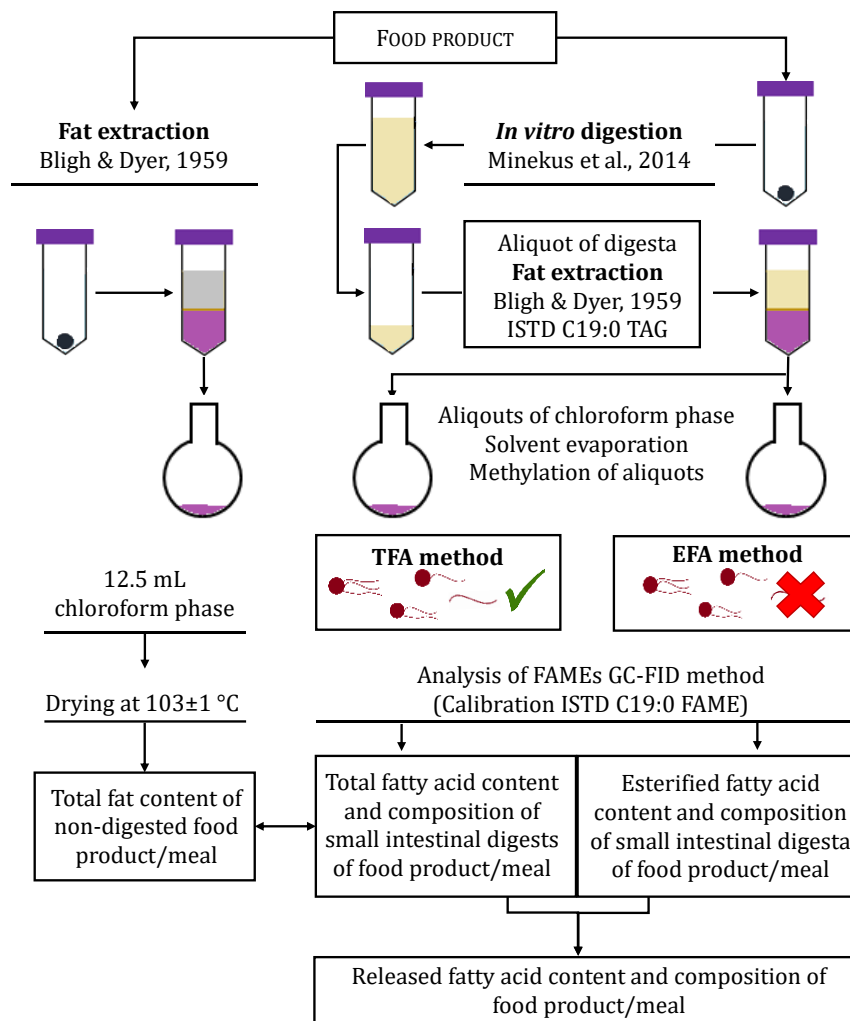 FOOD PRODUCT
Fat extraction
Bligh & Dyer, 1959
In vitro digestion
Minekus et al., 2014
Aliquot of digesta
Fat extraction
Bligh & Dyer, 1959
ISTD C19:0 TAG
Aliqouts of chloroform phase
Solvent evaporation
Methylation of aliquots
TFA method
EFA method
12.5 mL
chloroform phase
Drying at 103±1 °C
Analysis of FAMEs GC-FID method
(Calibration ISTD C19:0 FAME)
Total fat content of
non-digested food
product/meal
Total fatty acid content
and composition of
small intestinal digests
of food product/meal
Esterified fatty acid
content and composition
of small intestinal digesta
of food product/meal
Released fatty acid content and composition of
food product/meal